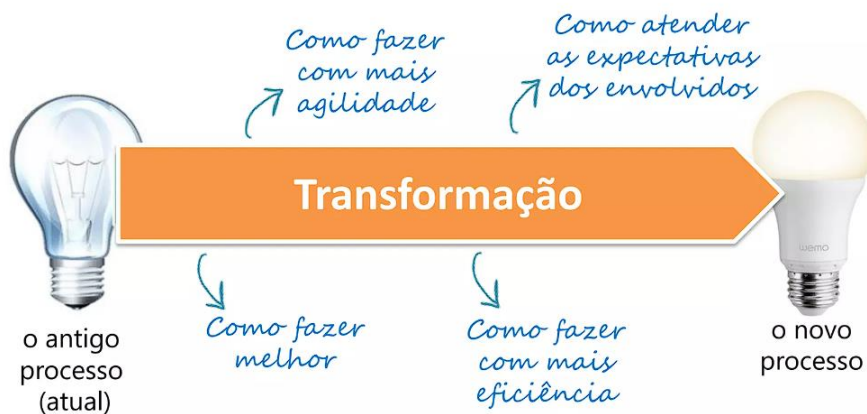 Como fazer
com mais
agilidade
Como atender
as expectativas
dos envolvidos
Transformação
wemo
o antigo
processo
(atual)
Como fazer
melhor
Como fazer
com mais
eficiência
o novo
processo